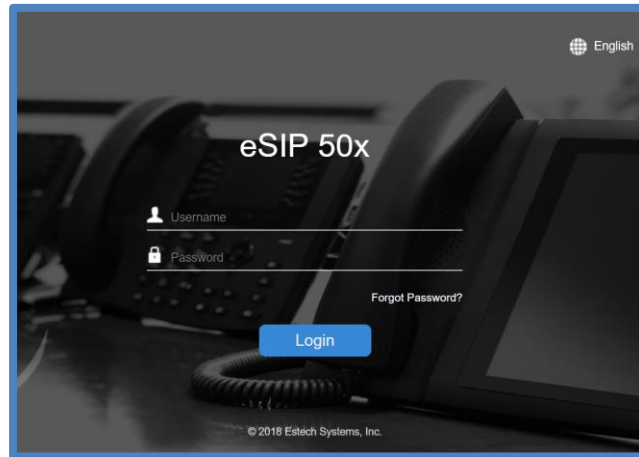 English
eSIP 50x
Username
Password
Forgot Password?
Login
© 2018 Estech Systems, Inc.